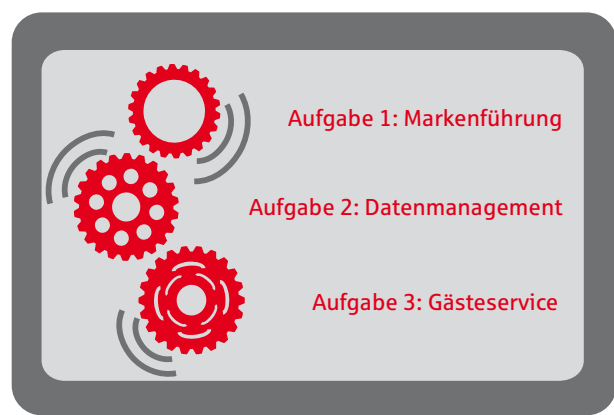 Aufgabe 1: Markenführung
Aufgabe 2: Datenmanagement
Aufgabe 3: Gästeservice